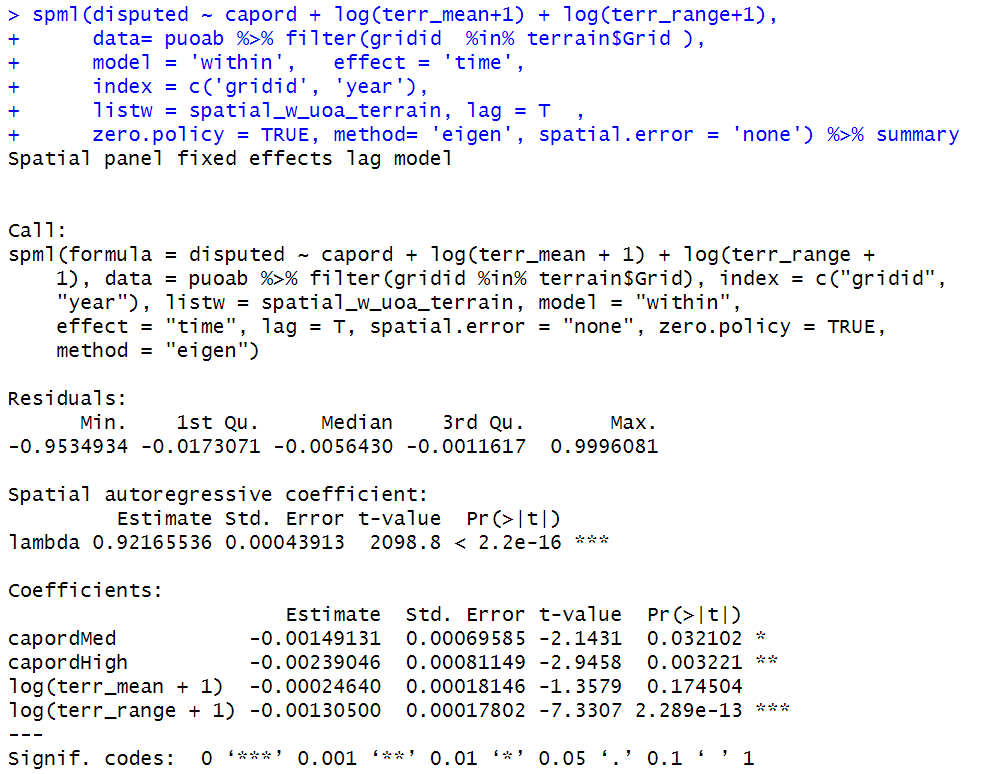 > spml(disputed ~ capord + log(terr_mean+1) + log(terr_range+1),
+      data= puoab %>% filter(gridid  %in% terrain$Grid ),
+      model = 'within',   effect = 'time',
+      index = c('gridid', 'year'),
+      listw = spatial_w_uoa_terrain, lag = T  ,
+      zero.policy = TRUE, method= 'eigen', spatial.error = 'none') %>% summary
Spatial panel fixed effects lag model
Call:
spml(formula = disputed ~ capord + log(terr_mean + 1) + log(terr_range +
    1), data = puoab %>% filter(gridid %in% terrain$Grid), index = c("gridid",
    "year"), listw = spatial_w_uoa_terrain, model = "within",
    effect = "time", lag = T, spatial.error = "none", zero.policy = TRUE,
    method = "eigen")
Residuals:
      Min.    1st Qu.     Median    3rd Qu.       Max.
-0.9534934 -0.0173071 -0.0056430 -0.0011617  0.9996081
Spatial autoregressive coefficient:
         Estimate Std. Error t-value  Pr(>|t|)
lambda 0.92165536 0.00043913  2098.8 < 2.2e-16 ***
Coefficients:
                       Estimate  Std. Error t-value  Pr(>|t|)
capordMed           -0.00149131  0.00069585 -2.1431  0.032102 *
capordHigh          -0.00239046  0.00081149 -2.9458  0.003221 **
log(terr_mean + 1)  -0.00024640  0.00018146 -1.3579  0.174504
log(terr_range + 1) -0.00130500  0.00017802 -7.3307 2.289e-13 ***
---
Signif. codes:  0 ‘***’ 0.001 ‘**’ 0.01 ‘*’ 0.05 ‘.’ 0.1 ‘ ’ 1